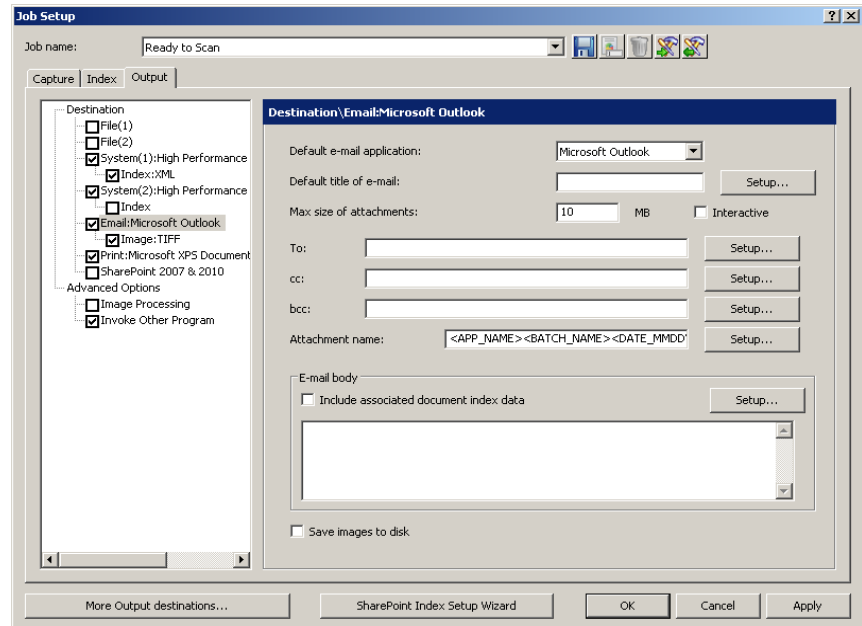 Job Setup
Job name: Ready to Scan
Capture Index Output
Destination
File(1)
File(2)
System(1):High Performance
Index:XML
System(2):High Performance
Index
Email:Microsoft Outlook
Image:TIFF
Print:Microsoft XPS Document
SharePoint 2007 & 2010
Advanced Options
Image Processing
Invoke Other Program
Destination\Email:Microsoft Outlook
Default e-mail application: Microsoft Outlook
Default title of e-mail: Setup...
Max size of attachments: 10 MB Interactive
To: Setup...
cc: Setup...
bcc: Setup...
Attachment name: <APP_NAME><BATCH_NAME><DATE_MMDD Setup...
E-mail body
Include associated document index data Setup...
Save images to disk
More Output destinations... SharePoint Index Setup Wizard OK Cancel Apply